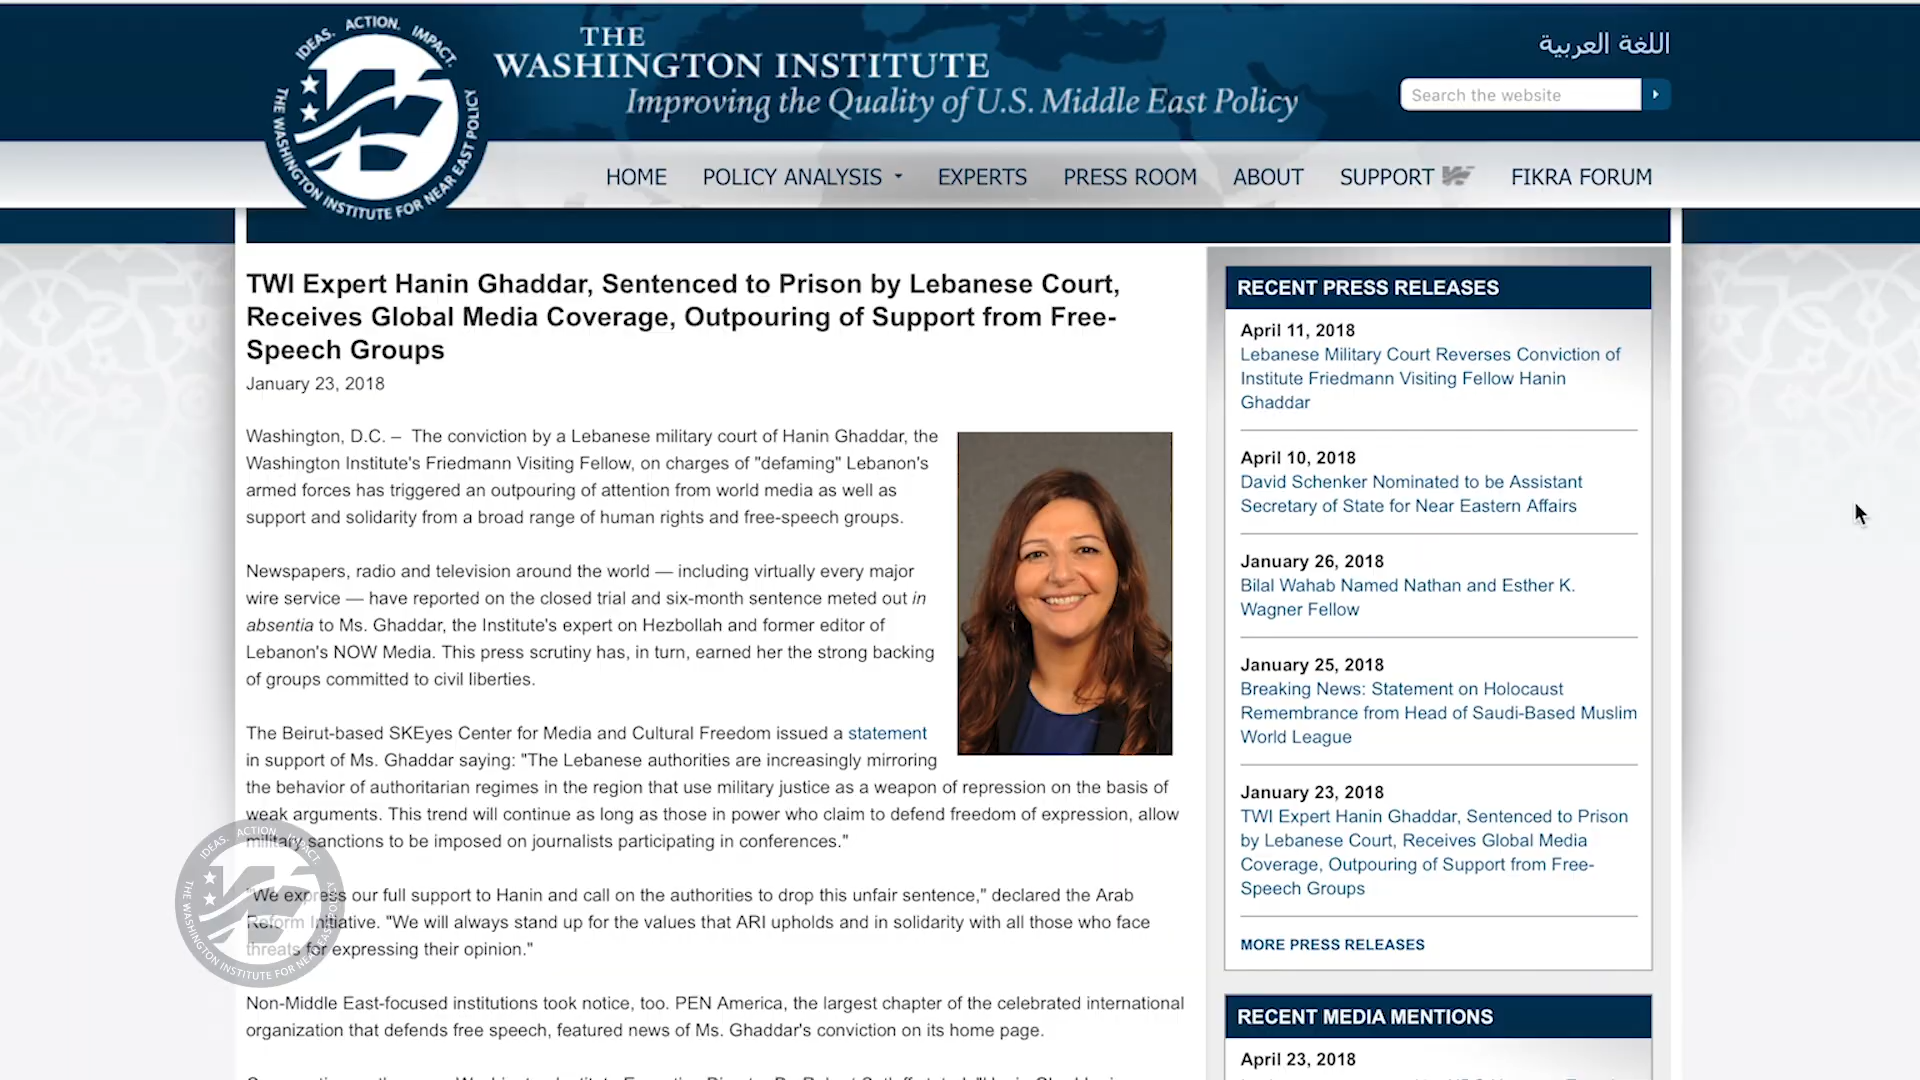 IDEAS. ACTION. IMPACT.
THE WASHINGTON INSTITUTE FOR NEAR EAST POLICY
THE
WASHINGTON INSTITUTE
Improving the Quality of U.S. Middle East Policy
اللغة العربية
Search the website
HOME
POLICY ANALYSIS
EXPERTS
PRESS ROOM
ABOUT
SUPPORT
FIKRA FORUM
TWI Expert Hanin Ghaddar, Sentenced to Prison by Lebanese Court,
Receives Global Media Coverage, Outpouring of Support from Free-
Speech Groups
January 23, 2018
Washington, D.C. – The conviction by a Lebanese military court of Hanin Ghaddar, the
Washington Institute's Friedmann Visiting Fellow, on charges of "defaming" Lebanon's
armed forces has triggered an outpouring of attention from world media as well as
support and solidarity from a broad range of human rights and free-speech groups.
Newspapers, radio and television around the world — including virtually every major
wire service — have reported on the closed trial and six-month sentence meted out in
absentia to Ms. Ghaddar, the Institute's expert on Hezbollah and former editor of
Lebanon's NOW Media. This press scrutiny has, in turn, earned her the strong backing
of groups committed to civil liberties.
The Beirut-based SKEyes Center for Media and Cultural Freedom issued a statement
in support of Ms. Ghaddar saying: "The Lebanese authorities are increasingly mirroring
the behavior of authoritarian regimes in the region that use military justice as a weapon of repression on the basis of
weak arguments. This trend will continue as long as those in power who claim to defend freedom of expression, allow
military sanctions to be imposed on journalists participating in conferences."
"We express our full support to Hanin and call on the authorities to drop this unfair sentence," declared the Arab
Reform Initiative. "We will always stand up for the values that ARI upholds and in solidarity with all those who face
threats for expressing their opinion."
Non-Middle East-focused institutions took notice, too. PEN America, the largest chapter of the celebrated international
organization that defends free speech, featured news of Ms. Ghaddar's conviction on its home page.
RECENT PRESS RELEASES
April 11, 2018
Lebanese Military Court Reverses Conviction of
Institute Friedmann Visiting Fellow Hanin
Ghaddar
April 10, 2018
David Schenker Nominated to be Assistant
Secretary of State for Near Eastern Affairs
January 26, 2018
Bilal Wahab Named Nathan and Esther K.
Wagner Fellow
January 25, 2018
Breaking News: Statement on Holocaust
Remembrance from Head of Saudi-Based Muslim
World League
January 23, 2018
TWI Expert Hanin Ghaddar, Sentenced to Prison
by Lebanese Court, Receives Global Media
Coverage, Outpouring of Support from Free-
Speech Groups
MORE PRESS RELEASES
RECENT MEDIA MENTIONS
April 23, 2018
IDEAS. ACTION. IMPACT.
THE WASHINGTON INSTITUTE FOR NEAR EAST POLICY